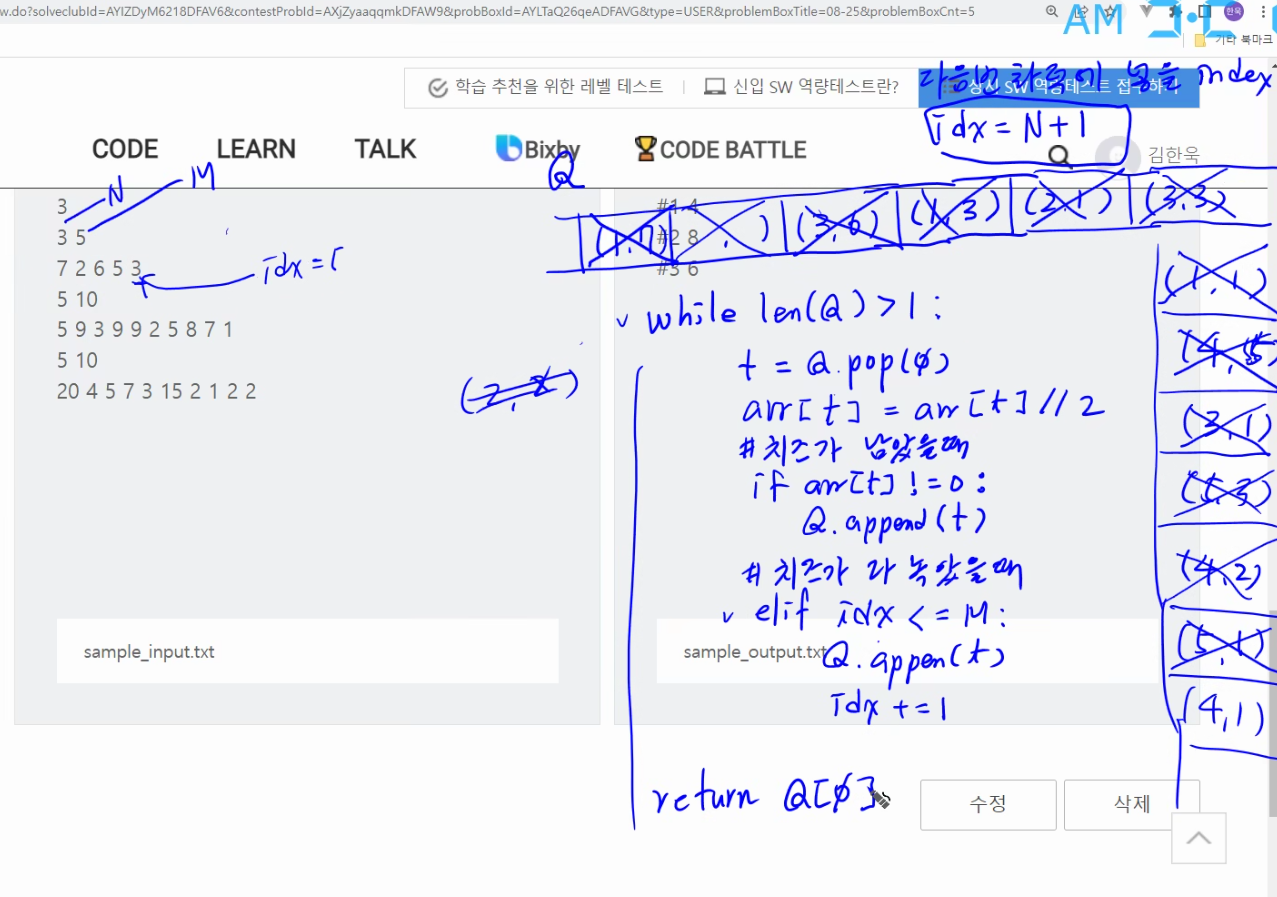 w.do?solveclubId=AYIZDyM6218DFAV6&contestProbId=AXjZyaaqqmkDFAW9&probBoxId=AYLTaQ26qeADFAVG&type=USER&problemBoxTitle=08-25&problemBoxCnt=5
AM
한욱
기타 북마크
학습 추천을 위한 레벨 테스트
신입 SW 역량테스트란?
상시 SW 역량테스트 접
다음번 화로에 넣을 index
idx = N+1
CODE
LEARN
TALK
Bixby
CODE BATTLE
김한욱
N
M
Q
3
3 5
7 2 6 5 3
idx = [
5 10
5 9 3 9 9 2 5 8 7 1
5 10
20 4 5 7 3 15 2 1 2 2
#1 4
#2 8
#3 6
(1,7)
, )
(3,6)
(1,3)
(2,1)
(3,3)
(1,1)
(4,5)
(3,1)
(5,3)
(4,2)
(5,1)
(4,1)
while len(Q) > 1 :
t = Q.pop(0)
arr[t] = arr[t] // 2
# 치즈가 남았을때
if arr[t] != 0 :
Q.append(t)
# 치즈가 다 녹았을때
elif idx <= M:
Q.appen(t)
idx += 1
return Q[0]
sample_input.txt
sample_output.txt
수정
삭제